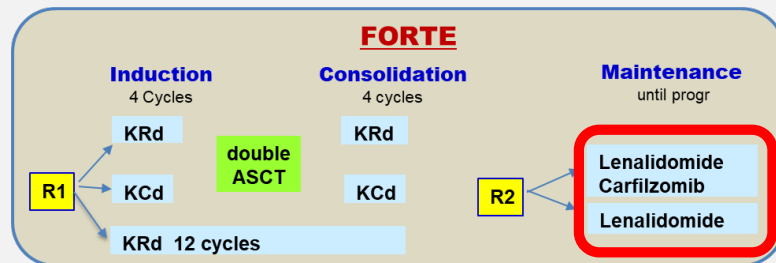 FORTE
Induction
4 Cycles
Consolidation
4 cycles
Maintenance
until progr
R1
KRd
KCd
double
ASCT
KRd
KCd
KRd 12 cycles
R2
Lenalidomide
Carfilzomib
Lenalidomide